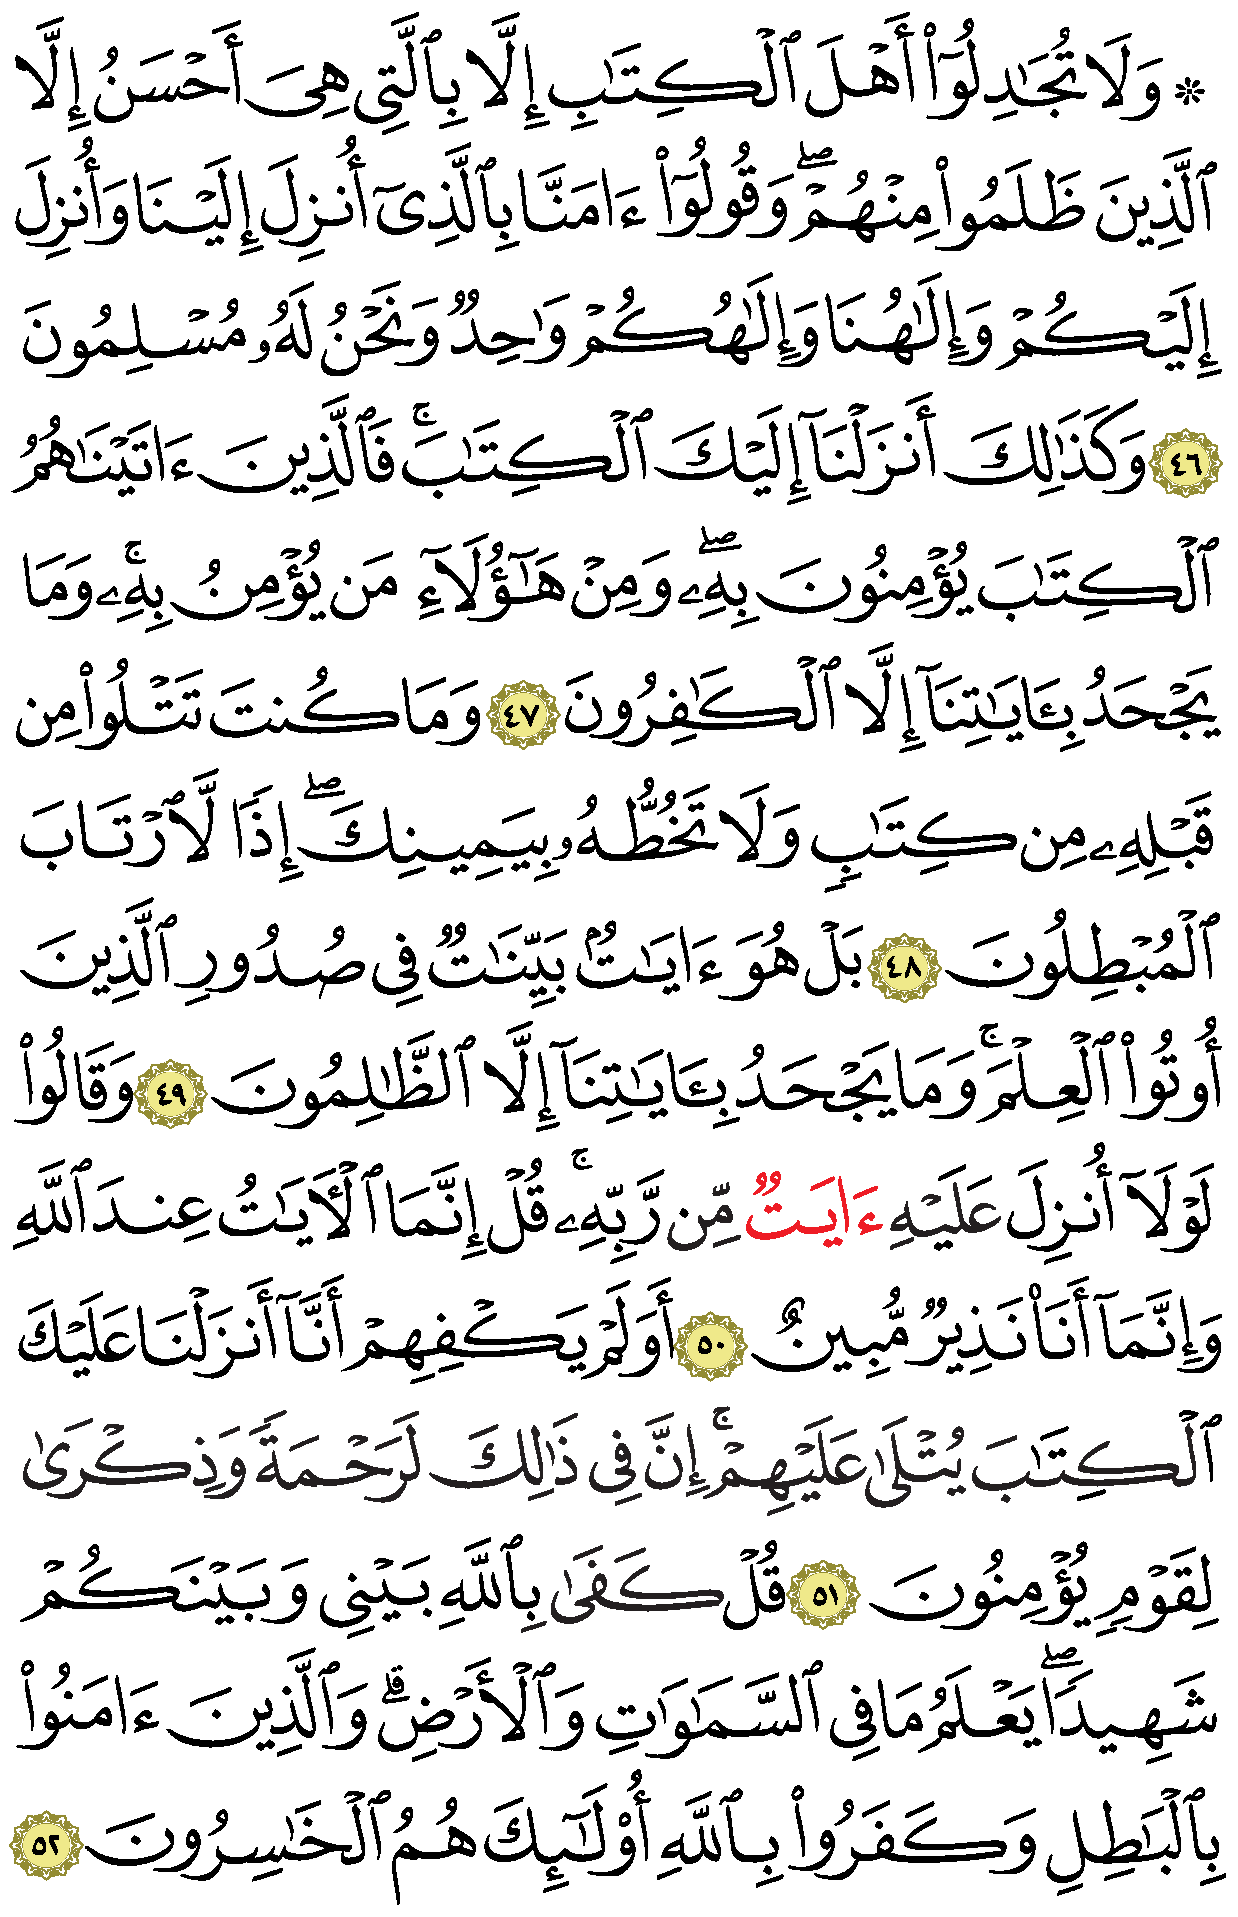 ۞ وَلَا تُجَٰدِلُوٓا۟ أَهْلَ ٱلْكِتَٰبِ إِلَّا بِٱلَّتِى هِىَ أَحْسَنُ إِلَّا
ٱلَّذِينَ ظَلَمُوا۟ مِنْهُمْ ۖ وَقُولُوٓا۟ ءَامَنَّا بِٱلَّذِىٓ أُنزِلَ إِلَيْنَا وَأُنزِلَ
إِلَيْكُمْ وَإِلَٰهُنَا وَإِلَٰهُكُمْ وَٰحِدٌ وَنَحْنُ لَهُۥ مُسْلِمُونَ
٤٦ وَكَذَٰلِكَ أَنزَلْنَآ إِلَيْكَ ٱلْكِتَٰبَ ۚ فَٱلَّذِينَ ءَاتَيْنَٰهُمُ
ٱلْكِتَٰبَ يُؤْمِنُونَ بِهِۦ ۖ وَمِنْ هَٰٓؤُلَآءِ مَن يُؤْمِنُ بِهِۦ ۚ وَمَا
يَجْحَدُ بِـَٔايَٰتِنَآ إِلَّا ٱلْكَٰفِرُونَ ٤٧ وَمَا كُنتَ تَتْلُوا۟ مِن
قَبْلِهِۦ مِن كِتَٰبٍ وَلَا تَخُطُّهُۥ بِيَمِينِكَ ۖ إِذًا لَّٱرْتَابَ
ٱلْمُبْطِلُونَ ٤٨ بَلْ هُوَ ءَايَٰتٌۢ بَيِّنَٰتٌ فِى صُدُورِ ٱلَّذِينَ
أُوتُوا۟ ٱلْعِلْمَ ۚ وَمَا يَجْحَدُ بِـَٔايَٰتِنَآ إِلَّا ٱلظَّٰلِمُونَ ٤٩ وَقَالُوا۟
لَوْلَآ أُنزِلَ عَلَيْهِ ءَايَتٌ مِّن رَّبِّهِۦ ۚ قُلْ إِنَّمَا ٱلْـَٔايَٰتُ عِندَ ٱللَّهِ
وَإِنَّمَآ أَنَا۠ نَذِيرٌ مُّبِينٌ ٥٠ أَوَلَمْ يَكْفِهِمْ أَنَّآ أَنزَلْنَا عَلَيْكَ
ٱلْكِتَٰبَ يُتْلَىٰ عَلَيْهِمْ ۚ إِنَّ فِى ذَٰلِكَ لَرَحْمَةً وَذِكْرَىٰ
لِقَوْمٍ يُؤْمِنُونَ ٥١ قُلْ كَفَىٰ بِٱللَّهِ بَيْنِى وَبَيْنَكُمْ
شَهِيدًا ۖ يَعْلَمُ مَا فِى ٱلسَّمَٰوَٰتِ وَٱلْأَرْضِ ۗ وَٱلَّذِينَ ءَامَنُوا۟
بِٱلْبَٰطِلِ وَكَفَرُوا۟ بِٱللَّهِ أُو۟لَٰٓئِكَ هُمُ ٱلْخَٰسِرُونَ ٥٢